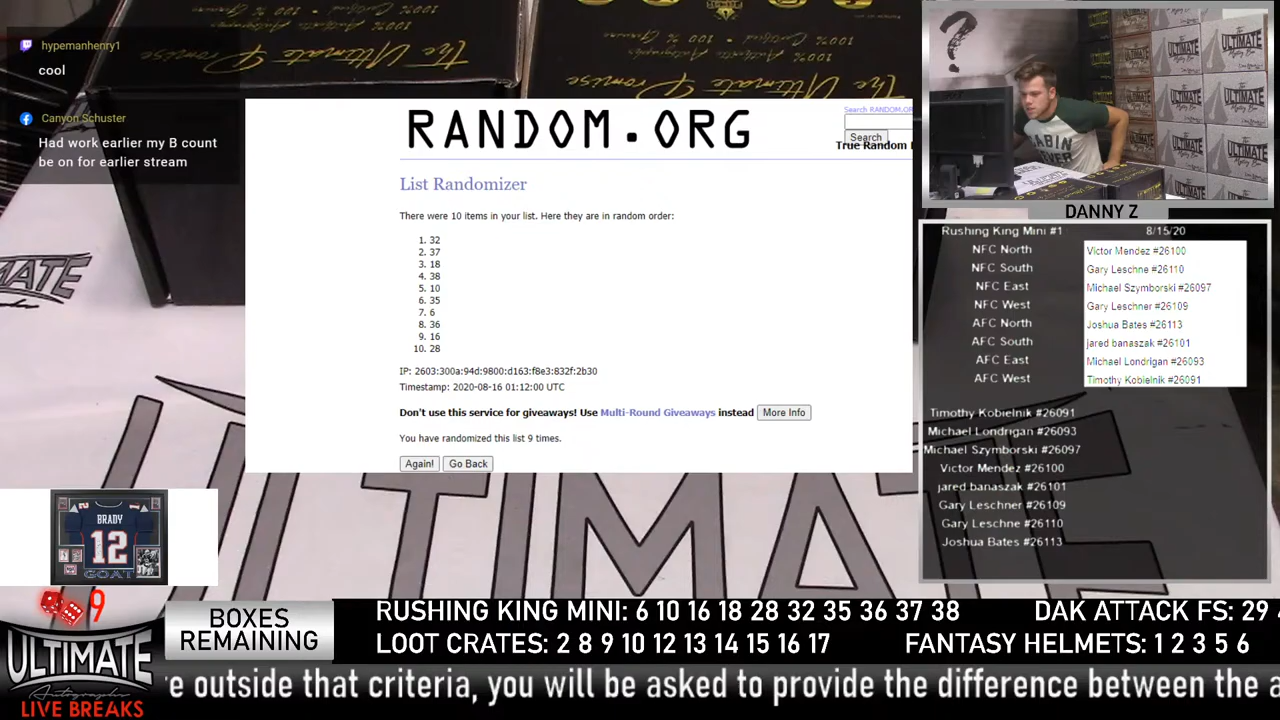 hypemanhenry1
cool
Canyon Schuster
Had work earlier my B count
be on for earlier stream
100% Authentic
The Ultimate Promise
RANDOM.ORG
Search RANDOM.OR
Search
True Random
List Randomizer
There were 10 items in your list. Here they are in random order:
1. 32
2. 37
3. 18
4. 38
5. 10
6. 35
7. 6
8. 36
9. 16
10. 28
IP: 2603:300a:94d:9800:d163:f8e3:832f:2b30
Timestamp: 2020-08-16 01:12:00 UTC
Don't use this service for giveaways! Use Multi-Round Giveaways instead More Info
You have randomized this list 9 times.
Again! Go Back
?
ULTIMATE
DANNY Z
Rushing King Mini #1 8/15/20
NFC North Victor Mendez #26100
NFC South Gary Leschne #26110
NFC East Michael Szymborski #26097
NFC West Gary Leschner #26109
AFC North Joshua Bates #26113
AFC South jared banaszak #26101
AFC East Michael Londrigan #26093
AFC West Timothy Kobielnik #26091
Timothy Kobielnik #26091
Michael Londrigan #26093
Michael Szymborski #26097
Victor Mendez #26100
jared banaszak #26101
Gary Leschner #26109
Gary Leschne #26110
Joshua Bates #26113
ULTIMATE
BRADY
12
GOAT
9
ULTIMATE
Autographs
LIVE BREAKS
BOXES
REMAINING
RUSHING KING MINI: 6 10 16 18 28 32 35 36 37 38 DAK ATTACK FS: 29
LOOT CRATES: 2 8 9 10 12 13 14 15 16 17 FANTASY HELMETS: 1 2 3 5 6
e outside that criteria, you will be asked to provide the difference between the a